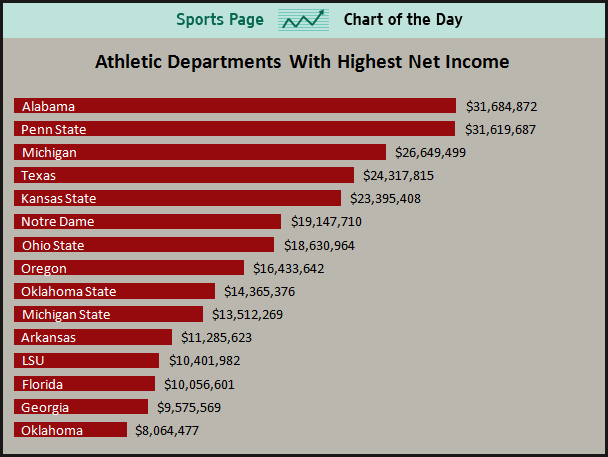 Sports Page Chart of the Day
Athletic Departments With Highest Net Income
Alabama $31,684,872
Penn State $31,619,687
Michigan $26,649,499
Texas $24,317,815
Kansas State $23,395,408
Notre Dame $19,147,710
Ohio State $18,630,964
Oregon $16,433,642
Oklahoma State $14,365,376
Michigan State $13,512,269
Arkansas $11,285,623
LSU $10,401,982
Florida $10,056,601
Georgia $9,575,569
Oklahoma $8,064,477